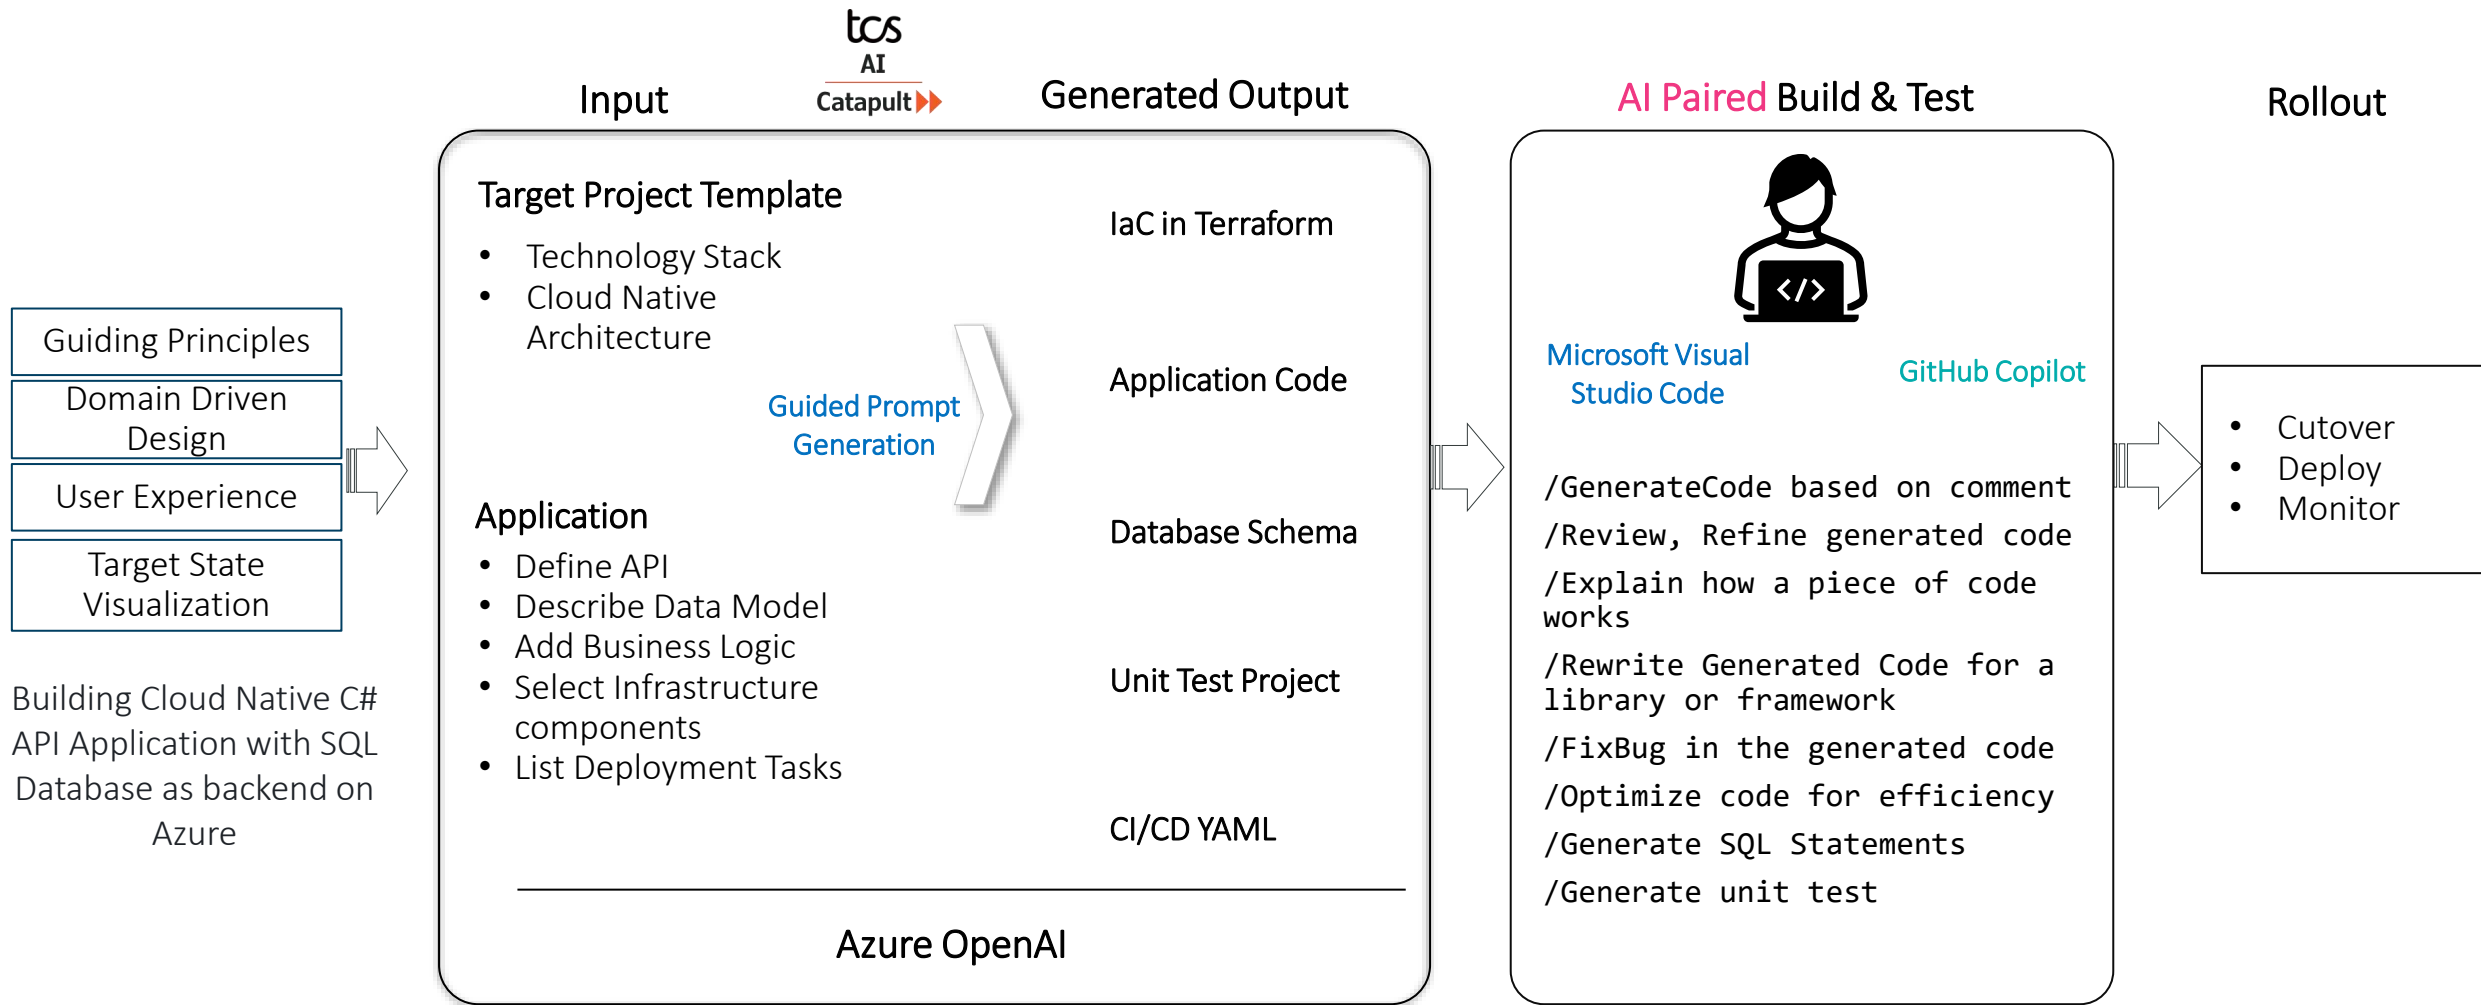 tcs
AI
Catapult
Input
Generated Output
AI Paired Build & Test
Rollout
Guiding Principles
Domain Driven
Design
User Experience
Target State
Visualization
Building Cloud Native C#
API Application with SQL
Database as backend on
Azure
Target Project Template
• Technology Stack
• Cloud Native
Architecture
Guided Prompt
Generation
Application
• Define API
• Describe Data Model
• Add Business Logic
• Select Infrastructure
components
• List Deployment Tasks
IaC in Terraform
Application Code
Database Schema
Unit Test Project
CI/CD YAML
Azure OpenAI
</>
Microsoft Visual
Studio Code
GitHub Copilot
/GenerateCode based on comment
/Review, Refine generated code
/Explain how a piece of code
works
/Rewrite Generated Code for a
library or framework
/FixBug in the generated code
/Optimize code for efficiency
/Generate SQL Statements
/Generate unit test
• Cutover
• Deploy
• Monitor